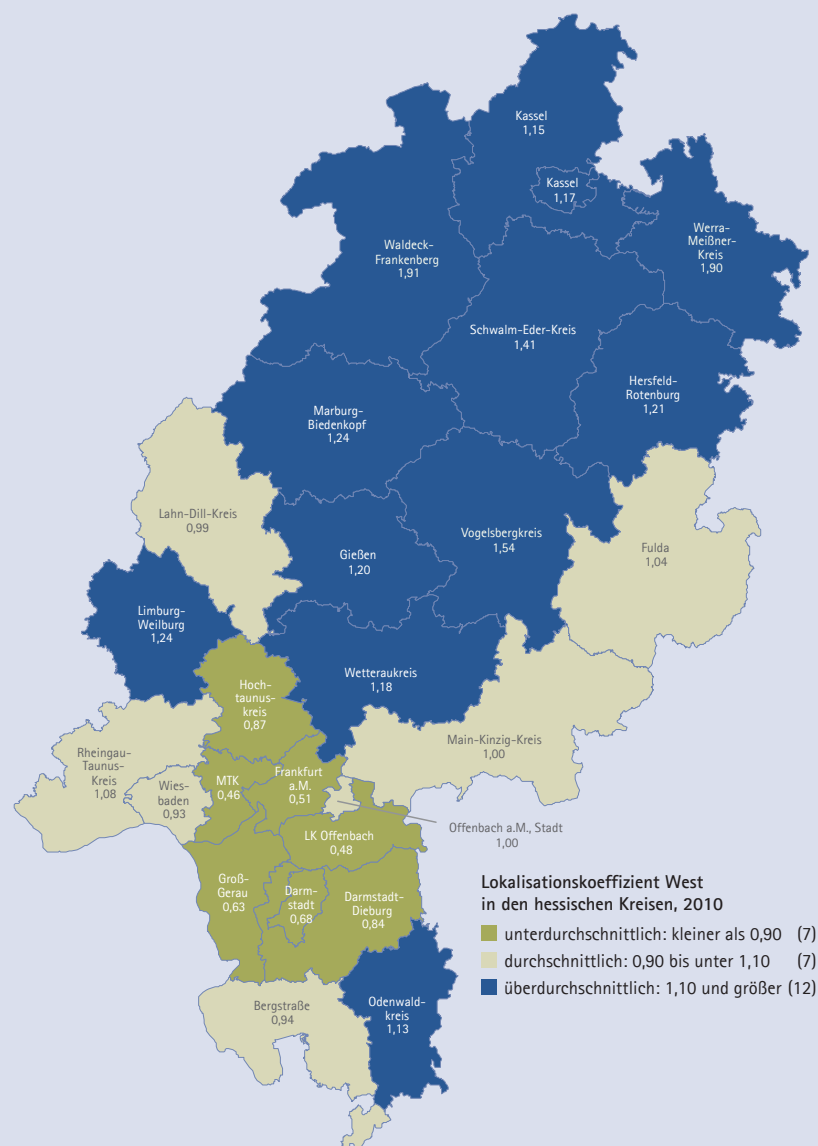 Kassel
1,15
Kassel
1,17
Werra-
Meißner-
Kreis
1,90
Waldeck-
Frankenberg
1,91
Schwalm-Eder-Kreis
1,41
Hersfeld-
Rotenburg
1,21
Marburg-
Biedenkopf
1,24
Lahn-Dill-Kreis
0,99
Vogelsbergkreis
1,54
Gießen
1,20
Fulda
1,04
Limburg-
Weilburg
1,24
Wetteraukreis
1,18
Hoch-
taunus-
kreis
0,87
Main-Kinzig-Kreis
1,00
Rheingau-
Taunus-
Kreis
1,08
Wies-
baden
0,93
MTK
0,46
Frankfurt
a.M.
0,51
Offenbach a.M., Stadt
1,00
LK Offenbach
0,48
Groß-
Gerau
0,63
Darm-
stadt
0,68
Darmstadt-
Dieburg
0,84
Bergstraße
0,94
Odenwald-
kreis
1,13
Lokalisationskoeffizient West
in den hessischen Kreisen, 2010
unterdurchschnittlich: kleiner als 0,90 (7)
durchschnittlich: 0,90 bis unter 1,10 (7)
überdurchschnittlich: 1,10 und größer (12)